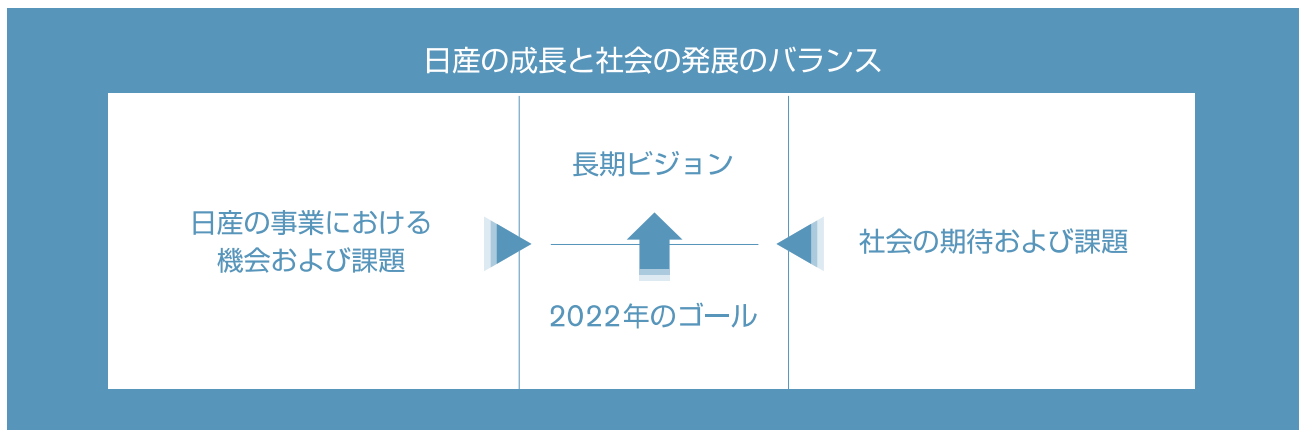 日産の成長と社会の発展のバランス
日産の事業における
機会および課題
長期ビジョン
2022年のゴール
社会の期待および課題